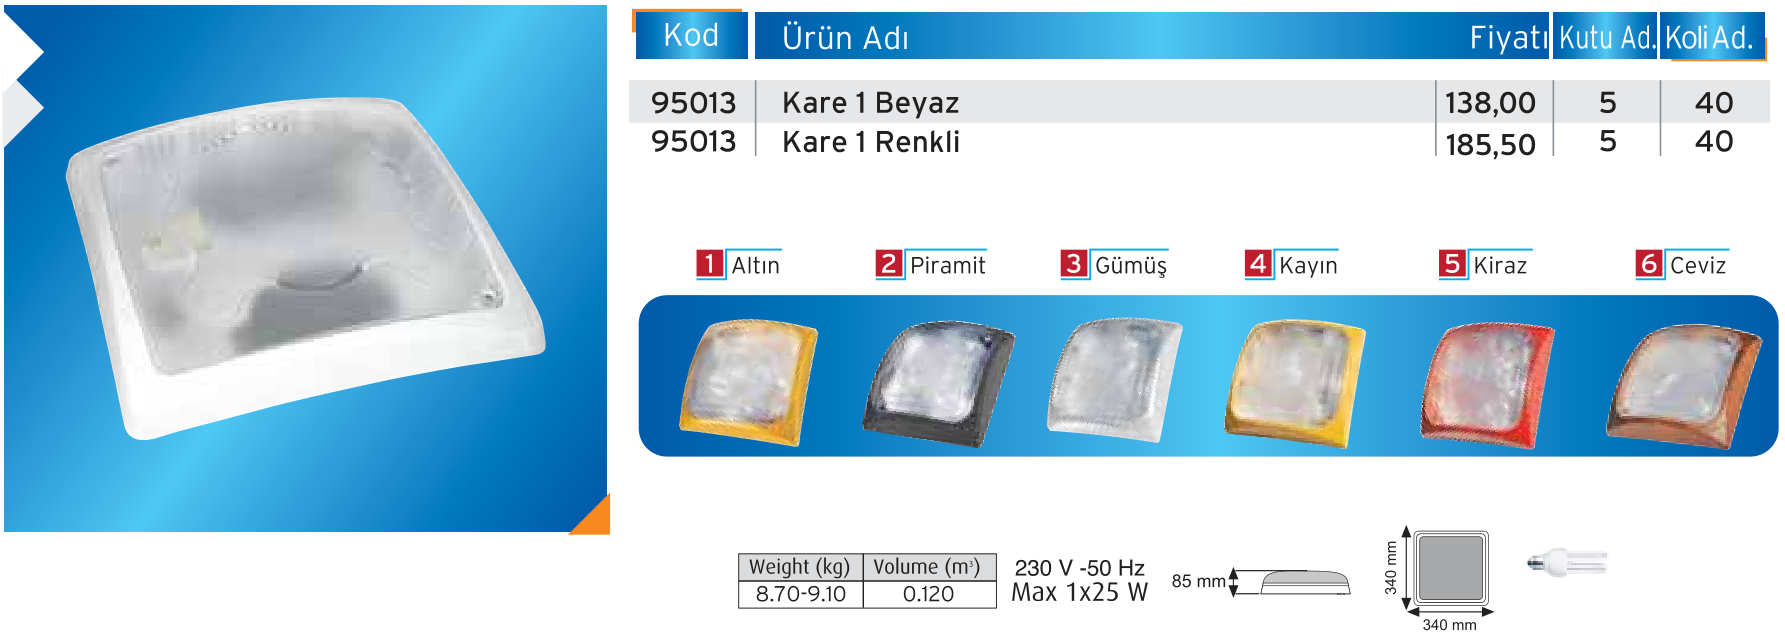 Kod Ürün Adı Fiyatı Kutu Ad. Koli Ad.
95013 Kare 1 Beyaz 138,00 5 40
95013 Kare 1 Renkli 185,50 5 40
1 Altın 2 Piramit 3 Gümüş 4 Kayın 5 Kiraz 6 Ceviz
Weight (kg) Volume (m³)
8.70-9.10 0.120
230 V -50 Hz
Max 1x25 W
85 mm
340 mm
340 mm